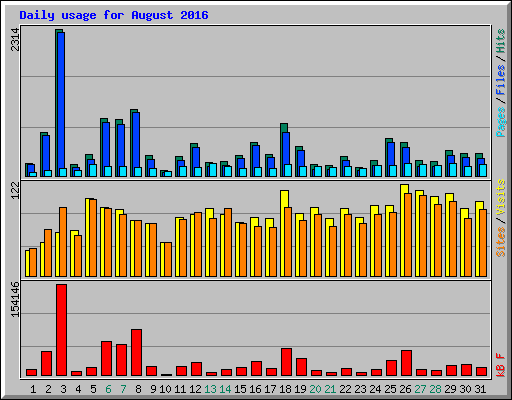 Daily usage for August 2016
2314
Pages / Files / Hits
122
Sites / Visits
154146
kB F
1 2 3 4 5 6 7 8 9 10 11 12 13 14 15 16 17 18 19 20 21 22 23 24 25 26 27 28 29 30 31